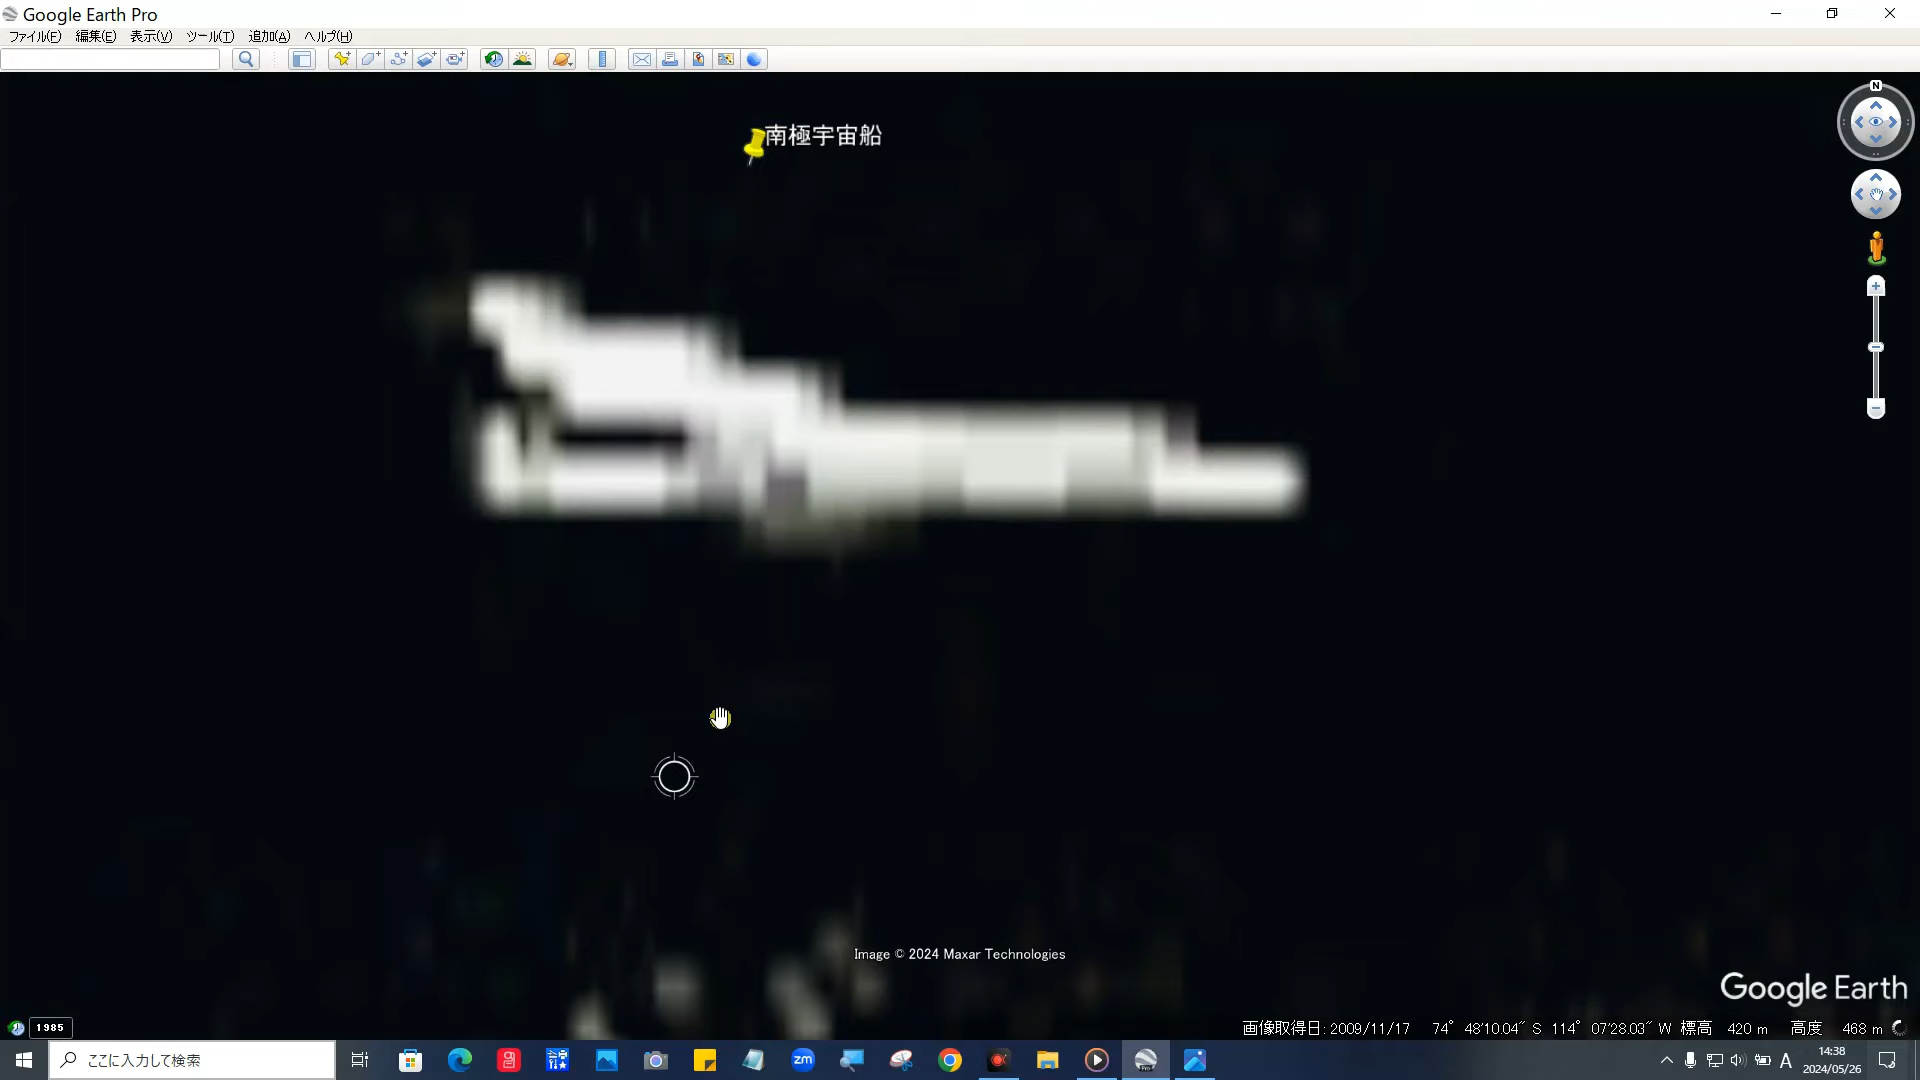 Google Earth Pro
ファイル(F) 編集(E) 表示(V) ツール(T) 追加(A) ヘルプ(H)
N
南極宇宙船
Image © 2024 Maxar Technologies
Google Earth
1985
画像取得日: 2009/11/17 74° 48'10.04" S 114° 07'28.03" W 標高 420 m 高度 468 m
ここに入力して検索
zm
Pro
A
14:38
2024/05/26